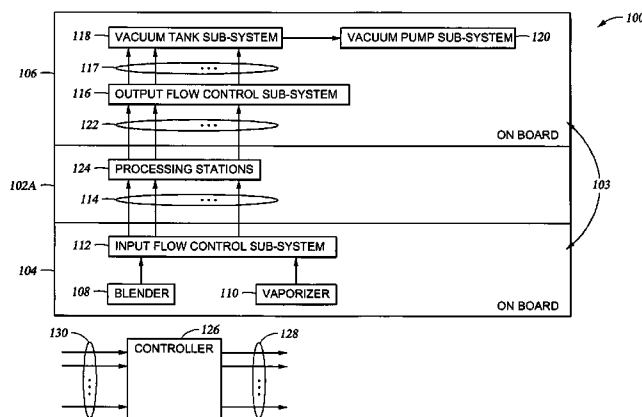 100
118 VACUUM TANK SUB-SYSTEM
VACUUM PUMP SUB-SYSTEM 120
106
117
...
116 OUTPUT FLOW CONTROL SUB-SYSTEM
122
...
ON BOARD
124 PROCESSING STATIONS
103
102A
114
...
112 INPUT FLOW CONTROL SUB-SYSTEM
104
108 BLENDER
110 VAPORIZER
ON BOARD
130
126
128
CONTROLLER